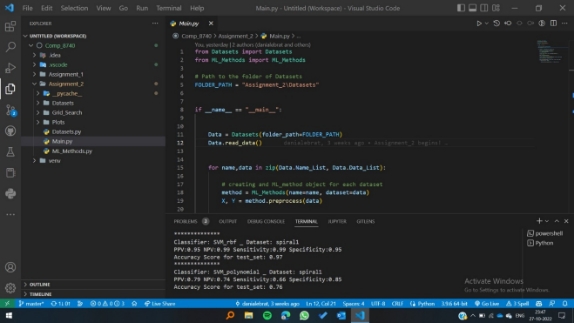 File Edit Selection View Go Run Terminal Help
Main.py - Untitled (Workspace) - Visual Studio Code
EXPLORER
UNTITLED (WORKSPACE)
Comp_8740
.idea
.vscode
Assignment_1
Assignment_2
__pycache__
Datasets
Grid_Search
Plots
Datasets.py
Main.py
ML_Methods.py
venv
OUTLINE
TIMELINE
Main.py
Comp_8740 > Assignment_2 > Main.py > ...
You, yesterday | 2 authors (danialebrat and others)
1 from Datasets import Datasets
2 from ML_Methods import ML_Methods
3
4 # Path to the Folder of Datasets
5 FOLDER_PATH = "Assignment_2\Datasets"
6
7
8 if __name__ == "__main__":
9
10
11 Data = Datasets(folder_path=FOLDER_PATH)
12 Data.read_data() danialebrat, 3 weeks ago • Assignment_2 begins!
13
14
15 for name,data in zip(Data.Name_List, Data.Data_List):
16
17 # creating and ML_method object for each dataset
18 method = ML_Methods(name=name, dataset=data)
19 X, Y = method.preprocess(data)
20
PROBLEMS OUTPUT DEBUG CONSOLE TERMINAL JUPYTER GITLENS
powershell
Python
**************
Classifier: SVM_rbf _ Dataset: spiral1
PPV:0.95 NPV:0.99 Sensitivity:0.99 Specificity:0.95
Accuracy Score for test_set: 0.97
**************
Classifier: SVM_polynomial _ Dataset: spiral1
PPV:0.79 NPV:0.74 Sensitivity:0.66 Specificity:0.85
Accuracy Score for test_set: 0.76
Activate Windows
Go to Settings to activate Windows.
main* Live Share danialebrat, 3 weeks ago Ln 12, Col 21 Spaces: 4 UTF-8 CRLF Python 3.9.6 64-bit Go Live 3 Spell
ENG 23:47
27-10-2022